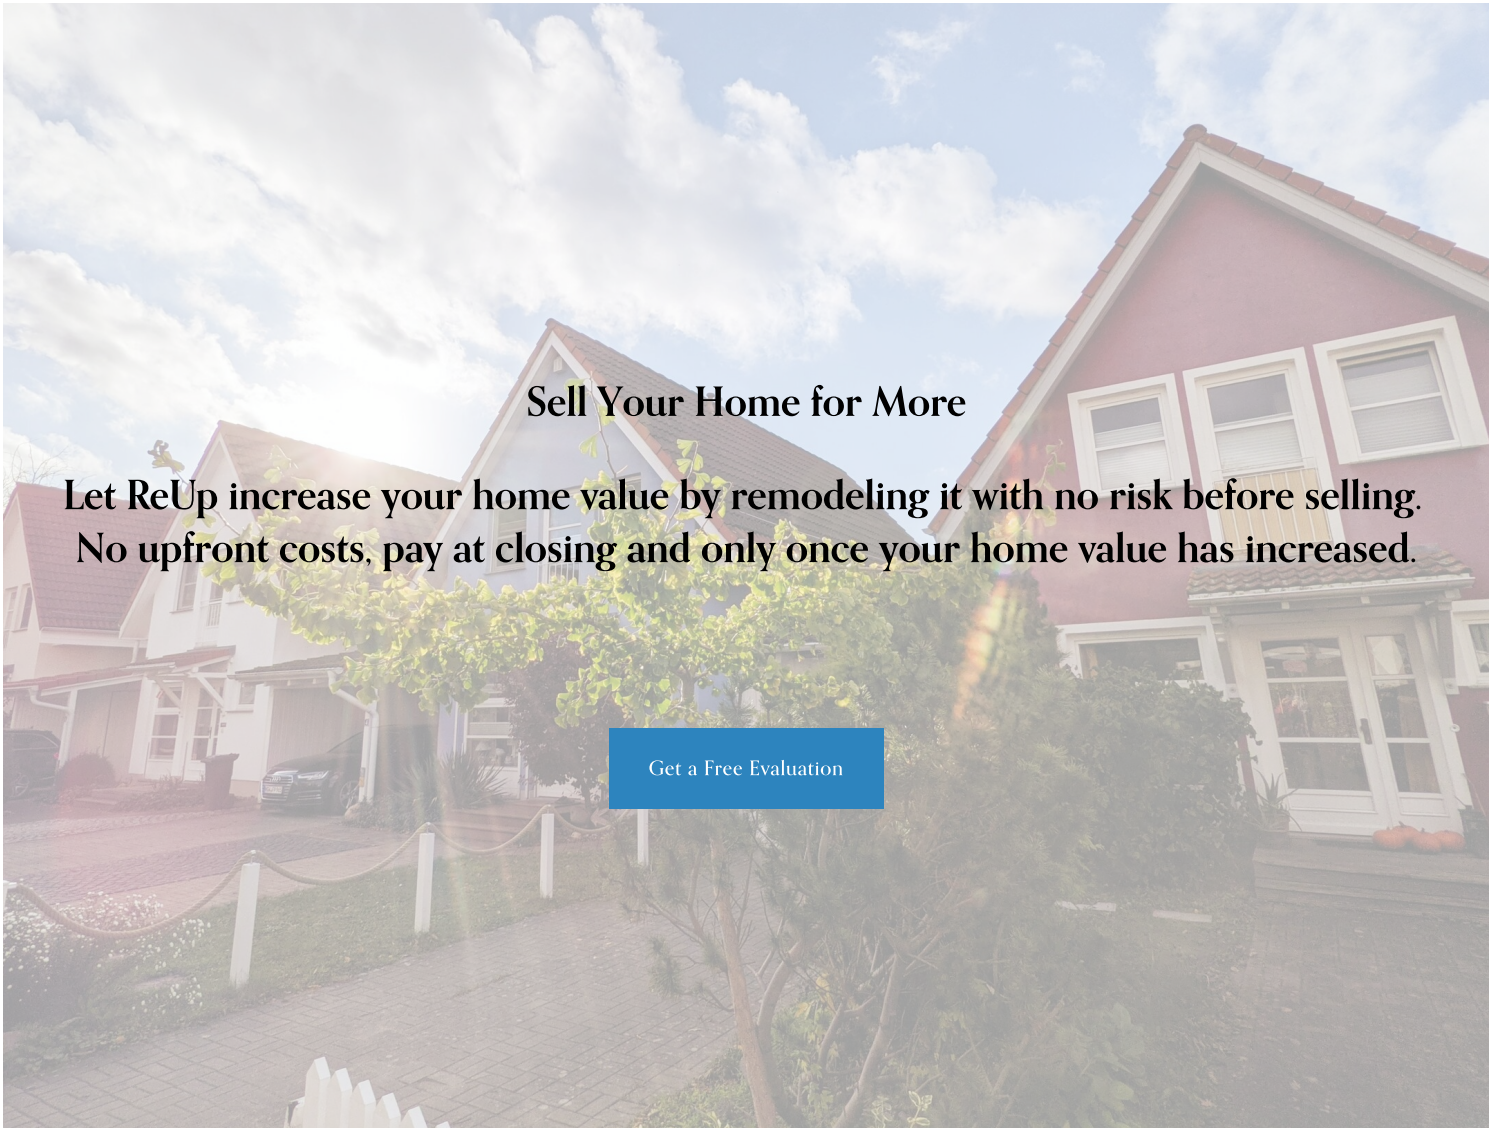 Sell Your Home for More
Let ReUp increase your home value by remodeling it with no risk before selling.
No upfront costs, pay at closing and only once your home value has increased.
Get a Free Evaluation